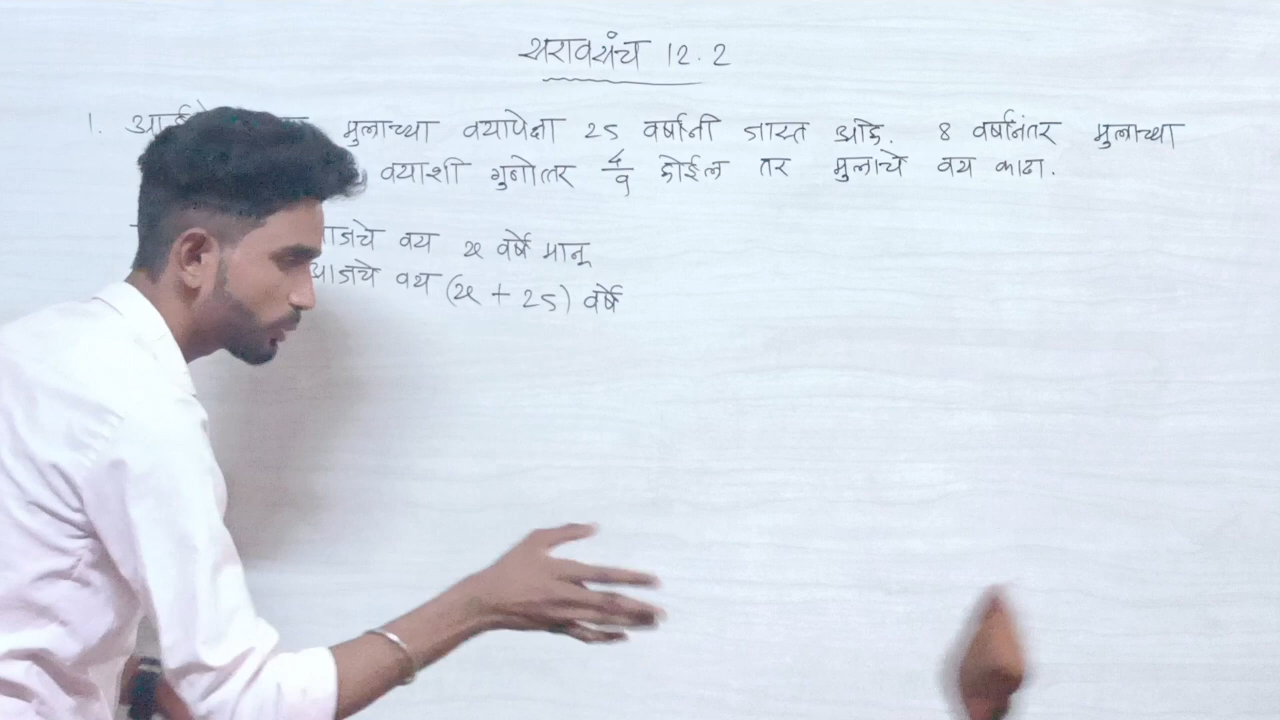 सरावसंच 12.2
1. मुलाच्या वयापेक्षा 25 वर्षांनी जास्त आहे. 8 वर्षांनंतर मुलाच्या
वयाशी गुणोत्तर 4/9 होईल तर मुलाचे वय काढा.
आजचे वय x वर्षे मानू
आजचे वय (x + 25) वर्षे